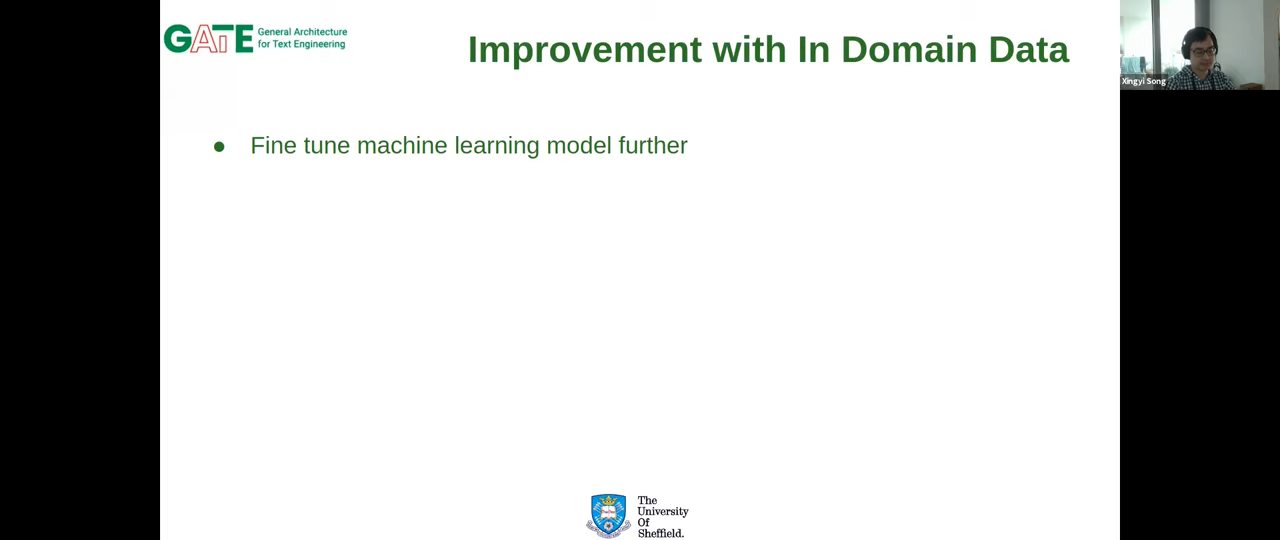 GATE General Architecture
for Text Engineering
Improvement with In Domain Data
Xingyi Song
● Fine tune machine learning model further
The
University
Of
Sheffield.